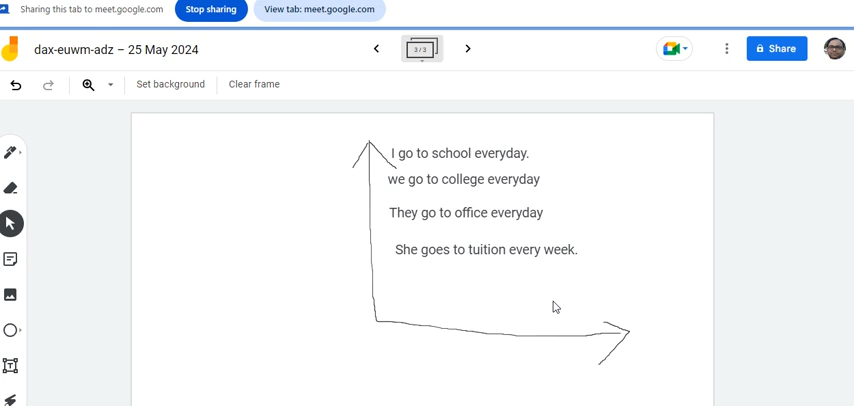 Sharing this tab to meet.google.com Stop sharing View tab: meet.google.com
dax-euwm-adz – 25 May 2024 3 / 3 Share
Set background Clear frame
I go to school everyday.
we go to college everyday
They go to office everyday
She goes to tuition every week.